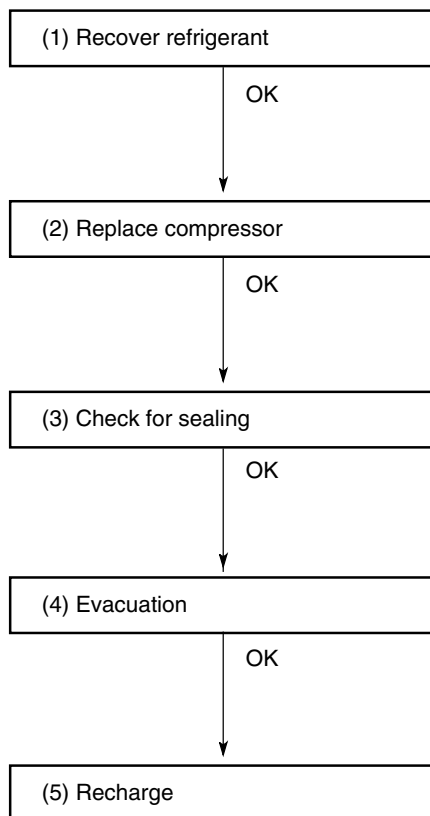 (1) Recover refrigerant
OK
(2) Replace compressor
OK
(3) Check for sealing
OK
(4) Evacuation
OK
(5) Recharge